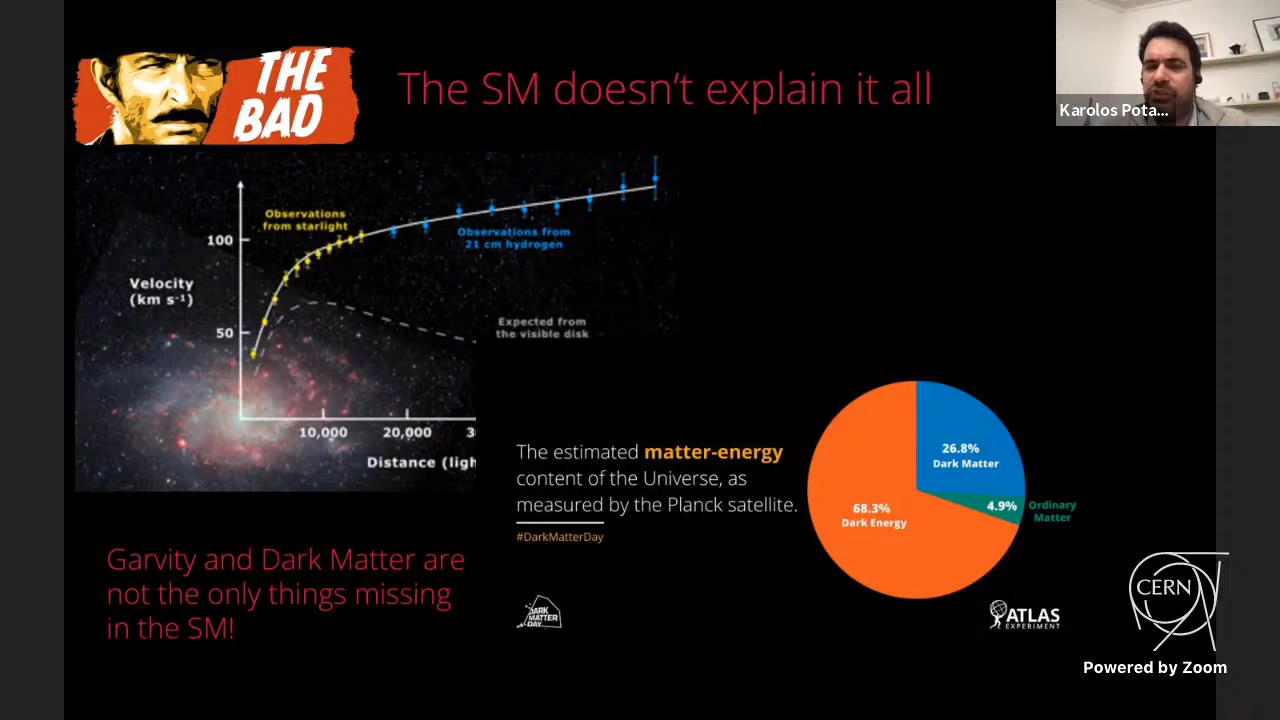 THE
BAD
The SM doesn't explain it all
Karolos Pota...
Observations
from starlight
Observations from
21 cm hydrogen
100
Velocity
(km s⁻¹)
Expected from
the visible disk
50
10,000 20,000 3
Distance (ligh
The estimated matter-energy
content of the Universe, as
measured by the Planck satellite.
#DarkMatterDay
26.8%
Dark Matter
4.9%
Ordinary
Matter
68.3%
Dark Energy
Garvity and Dark Matter are
not the only things missing
in the SM!
DARK
MATTER
DAY
ATLAS
EXPERIMENT
CERN
Powered by Zoom